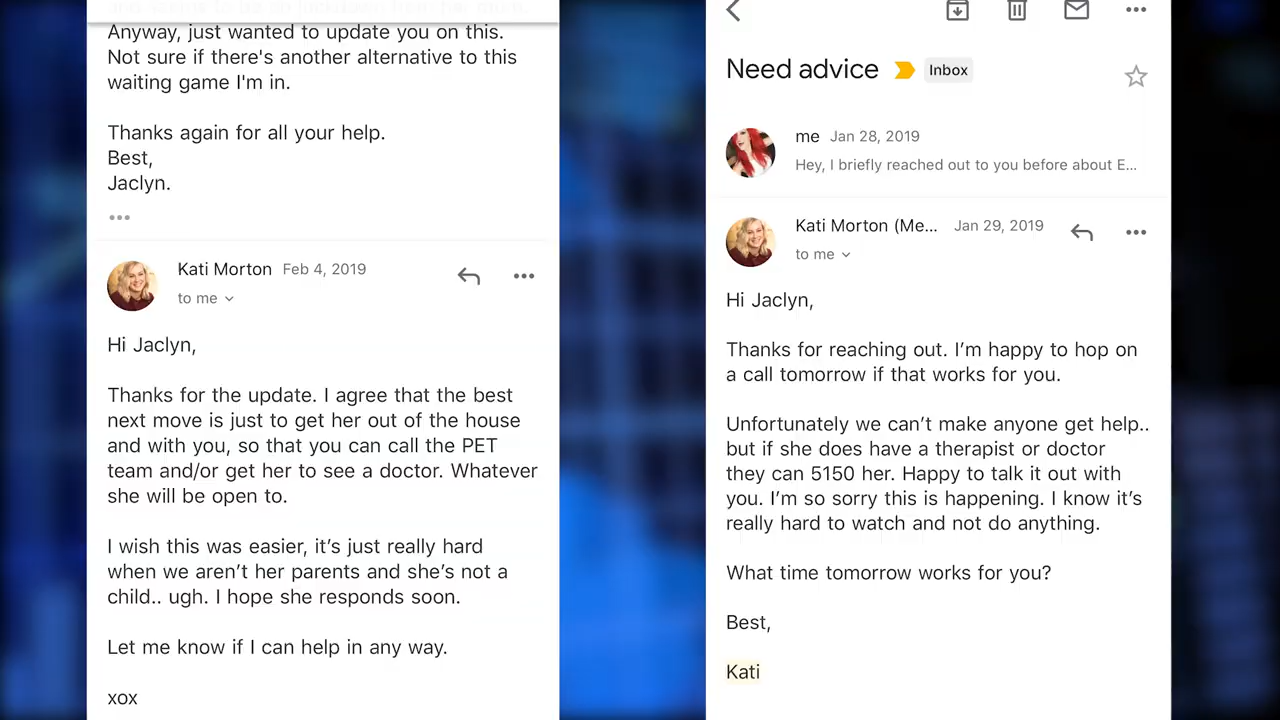 Anyway, just wanted to update you on this.
Not sure if there's another alternative to this
waiting game I'm in.
Thanks again for all your help.
Best,
Jaclyn.
Kati Morton Feb 4, 2019
to me
Hi Jaclyn,
Thanks for the update. I agree that the best
next move is just to get her out of the house
and with you, so that you can call the PET
team and/or get her to see a doctor. Whatever
she will be open to.
I wish this was easier, it's just really hard
when we aren't her parents and she's not a
child.. ugh. I hope she responds soon.
Let me know if I can help in any way.
xox
Need advice Inbox
me Jan 28, 2019
Hey, I briefly reached out to you before about E...
Kati Morton (Me... Jan 29, 2019
to me
Hi Jaclyn,
Thanks for reaching out. I'm happy to hop on
a call tomorrow if that works for you.
Unfortunately we can't make anyone get help..
but if she does have a therapist or doctor
they can 5150 her. Happy to talk it out with
you. I'm so sorry this is happening. I know it's
really hard to watch and not do anything.
What time tomorrow works for you?
Best,
Kati